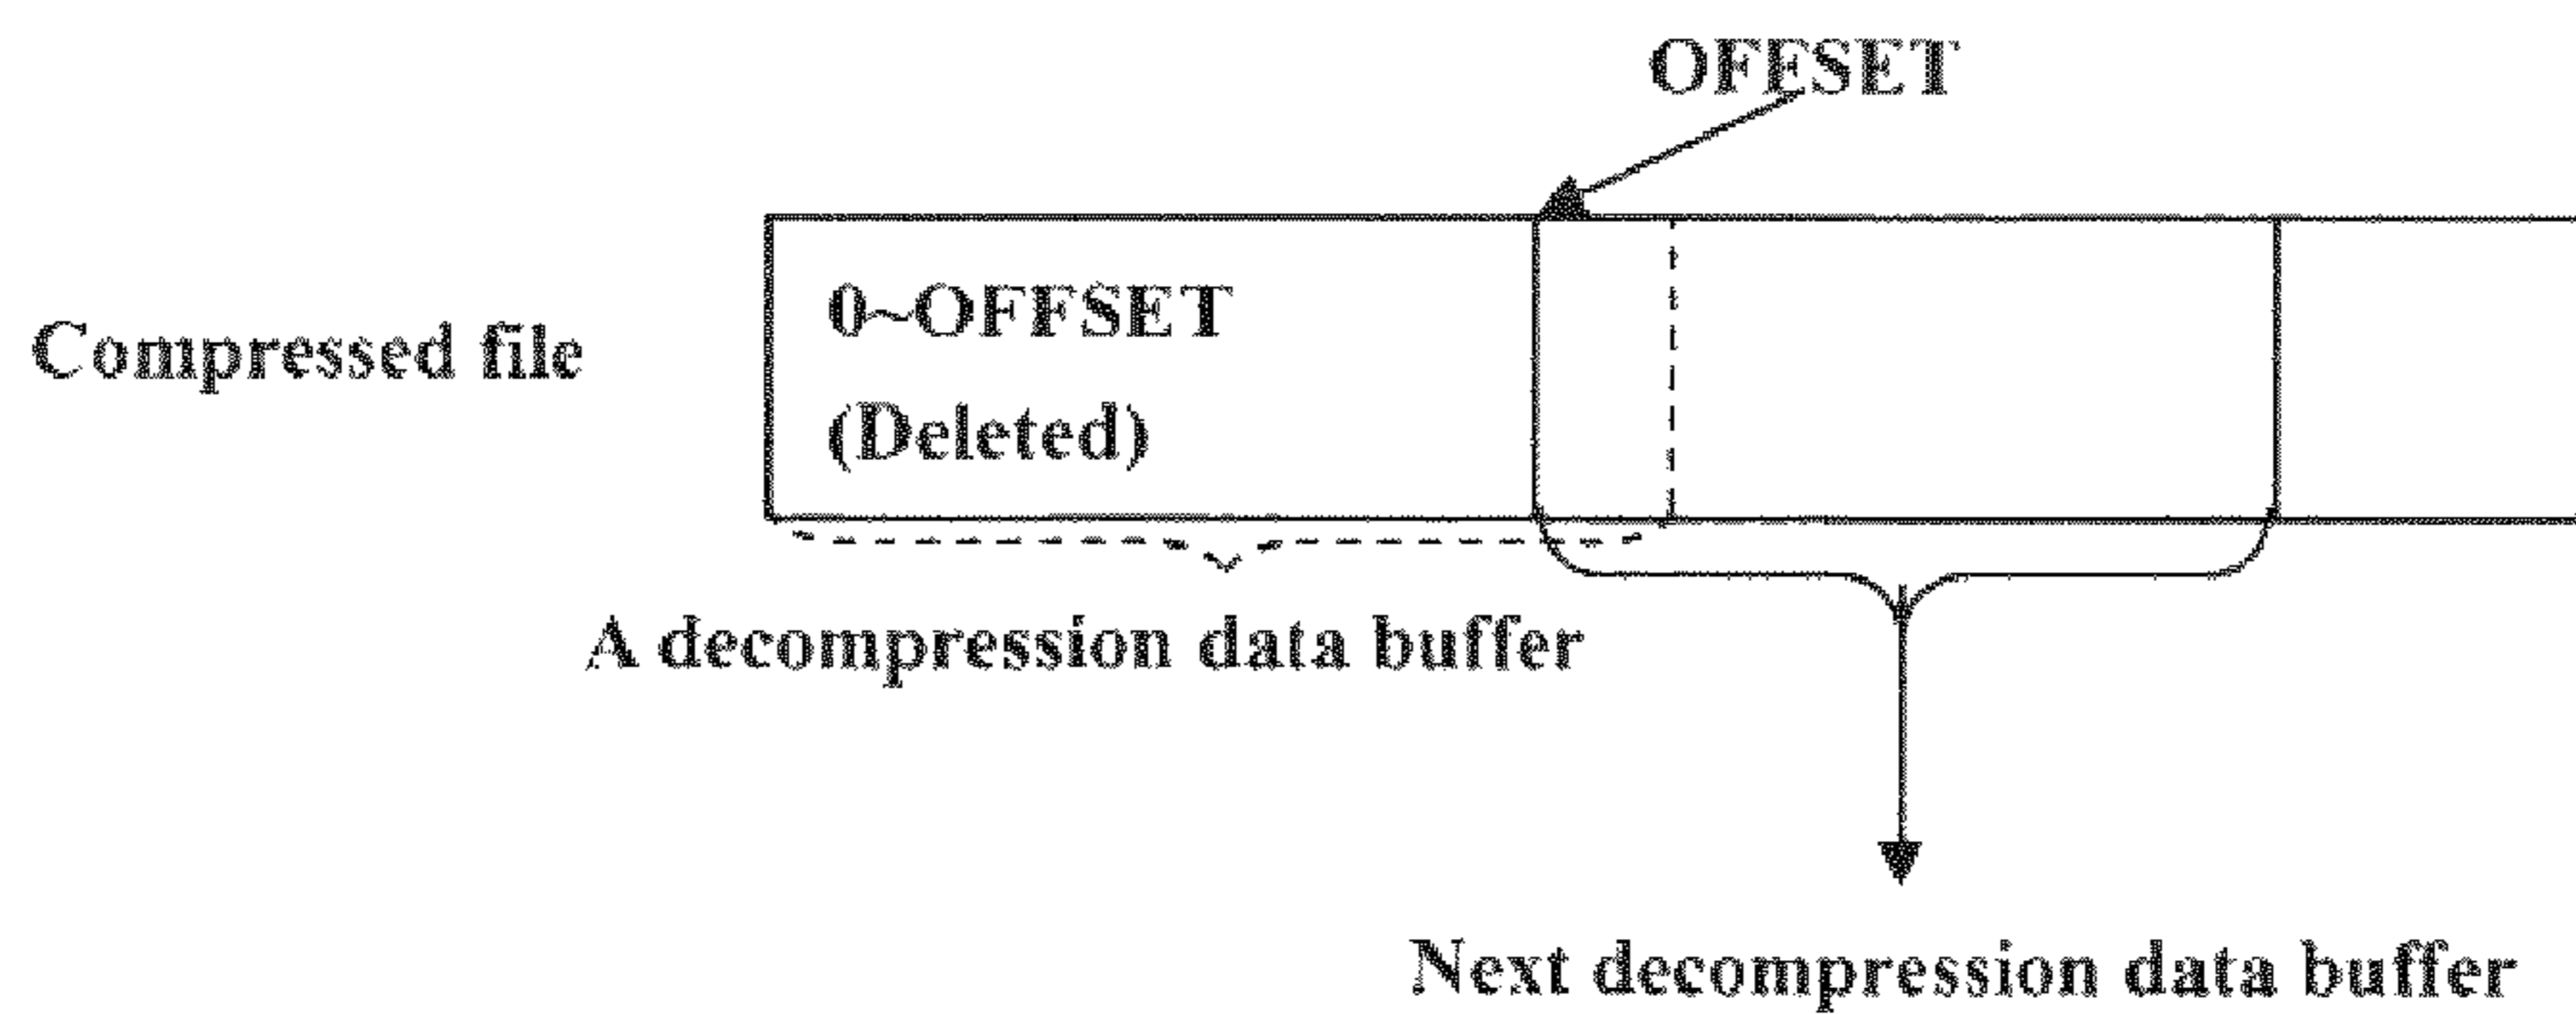 OFFSET
0~OFFSET
(Deleted)
Compressed file
A decompression data buffer
Next decompression data buffer